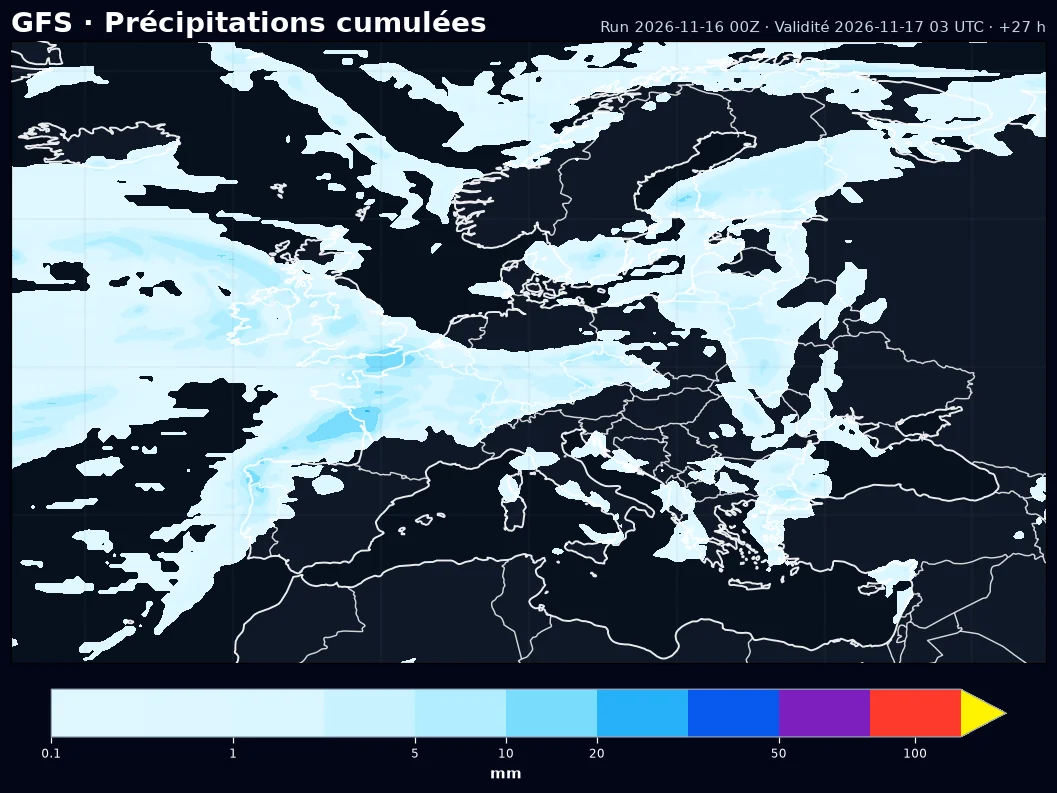 GFS · Précipitations cumulées
Run 2026-11-16 00Z · Validité 2026-11-17 03 UTC · +27 h
0.1 1 5 10 20 50 100
mm